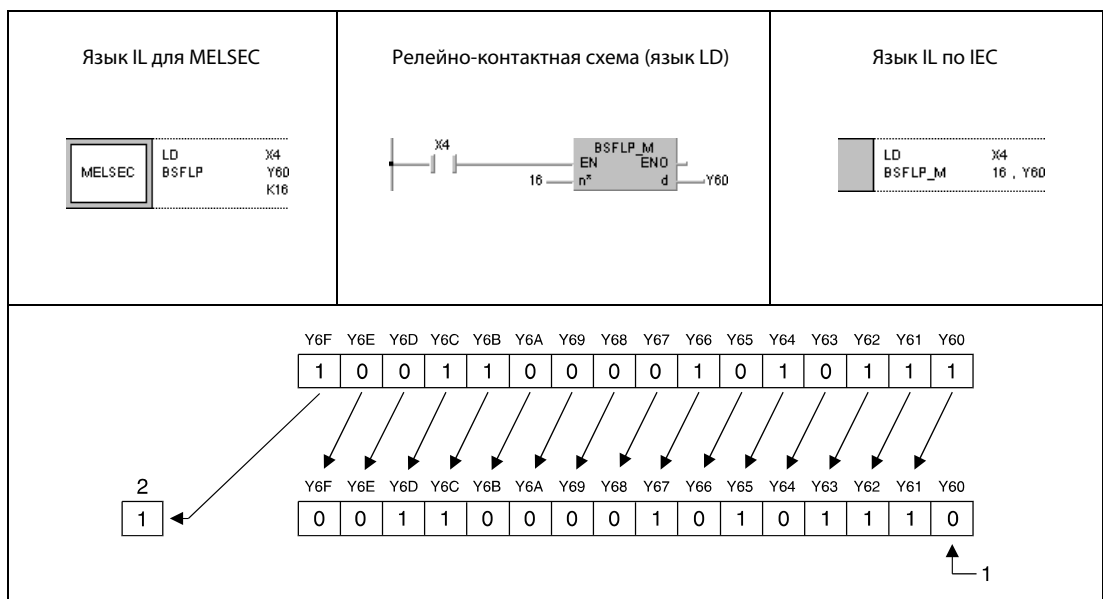 Язык IL для MELSEC
MELSEC
LD X4
BSFLP Y60
K16
Релейно-контактная схема (язык LD)
X4
BSFLP_M
EN ENO
16 n* d Y60
Язык IL по IEC
LD X4
BSFLP_M 16 , Y60
Y6F Y6E Y6D Y6C Y6B Y6A Y69 Y68 Y67 Y66 Y65 Y64 Y63 Y62 Y61 Y60
1 0 0 1 1 0 0 0 0 1 0 1 0 1 1 1
Y6F Y6E Y6D Y6C Y6B Y6A Y69 Y68 Y67 Y66 Y65 Y64 Y63 Y62 Y61 Y60
2
1
0 0 1 1 0 0 0 0 1 0 1 0 1 1 1 0
1